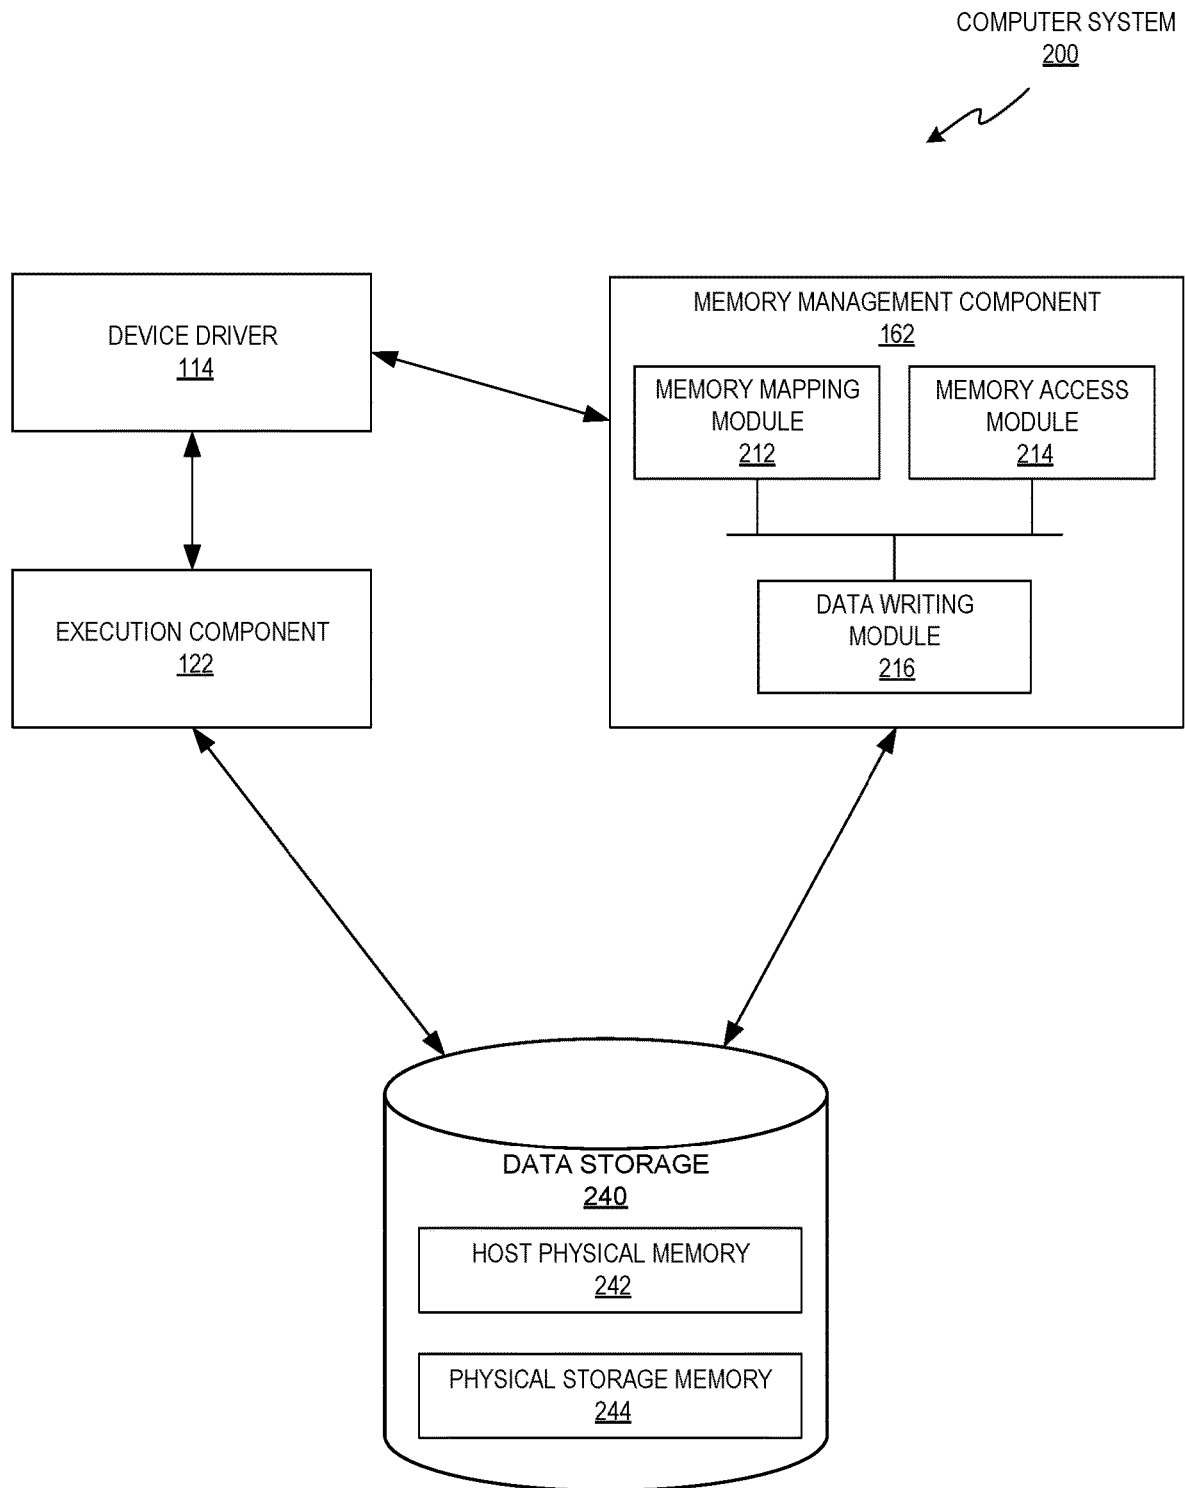 COMPUTER SYSTEM
200
DEVICE DRIVER
114
MEMORY MANAGEMENT COMPONENT
162
MEMORY MAPPING
MODULE
212
MEMORY ACCESS
MODULE
214
EXECUTION COMPONENT
122
DATA WRITING
MODULE
216
DATA STORAGE
240
HOST PHYSICAL MEMORY
242
PHYSICAL STORAGE MEMORY
244